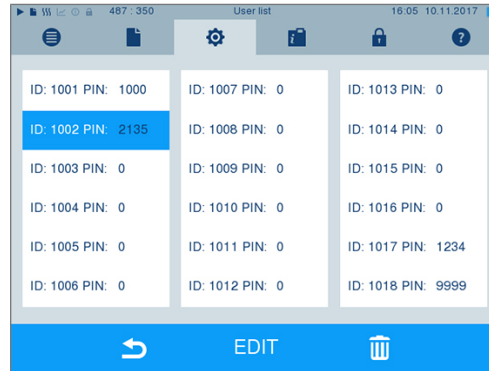 487 : 350 User list 16:05 10.11.2017
ID: 1001 PIN: 1000
ID: 1002 PIN: 2135
ID: 1003 PIN: 0
ID: 1004 PIN: 0
ID: 1005 PIN: 0
ID: 1006 PIN: 0
ID: 1007 PIN: 0
ID: 1008 PIN: 0
ID: 1009 PIN: 0
ID: 1010 PIN: 0
ID: 1011 PIN: 0
ID: 1012 PIN: 0
ID: 1013 PIN: 0
ID: 1014 PIN: 0
ID: 1015 PIN: 0
ID: 1016 PIN: 0
ID: 1017 PIN: 1234
ID: 1018 PIN: 9999
EDIT